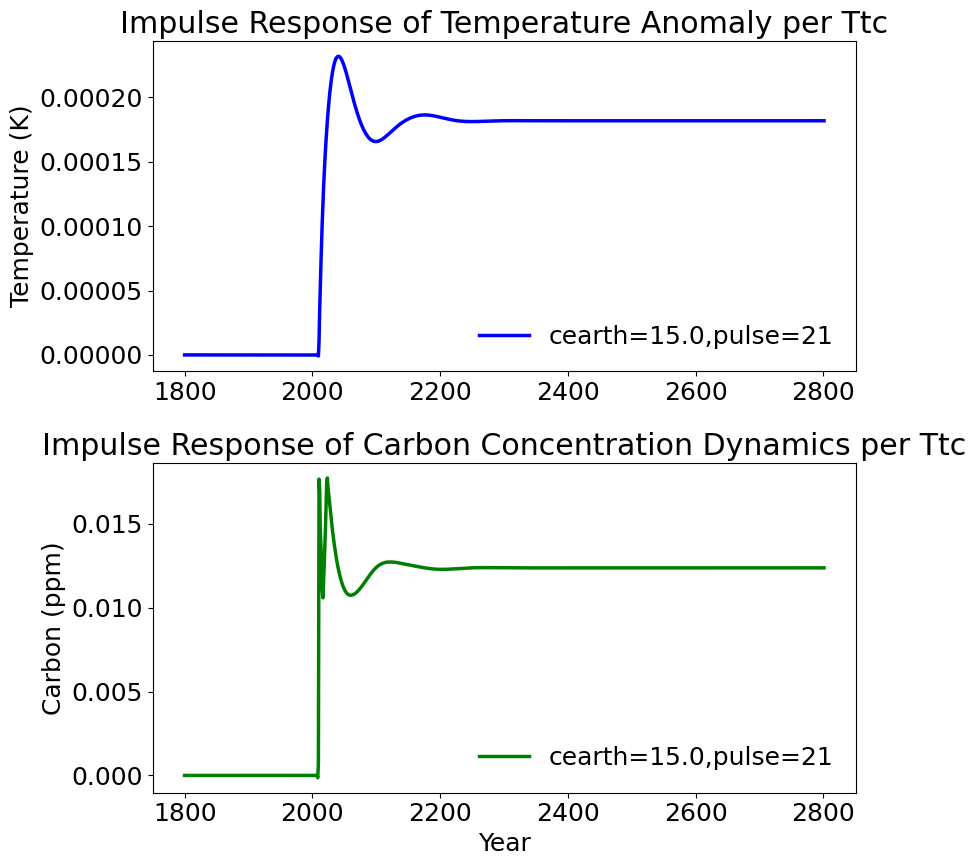 Impulse Response of Temperature Anomaly per Ttc
Temperature (K)
0.00020
0.00015
0.00010
0.00005
0.00000
cearth=15.0,pulse=21
1800 2000 2200 2400 2600 2800
Impulse Response of Carbon Concentration Dynamics per Ttc
Carbon (ppm)
0.015
0.010
0.005
0.000
cearth=15.0,pulse=21
1800 2000 2200 2400 2600 2800
Year